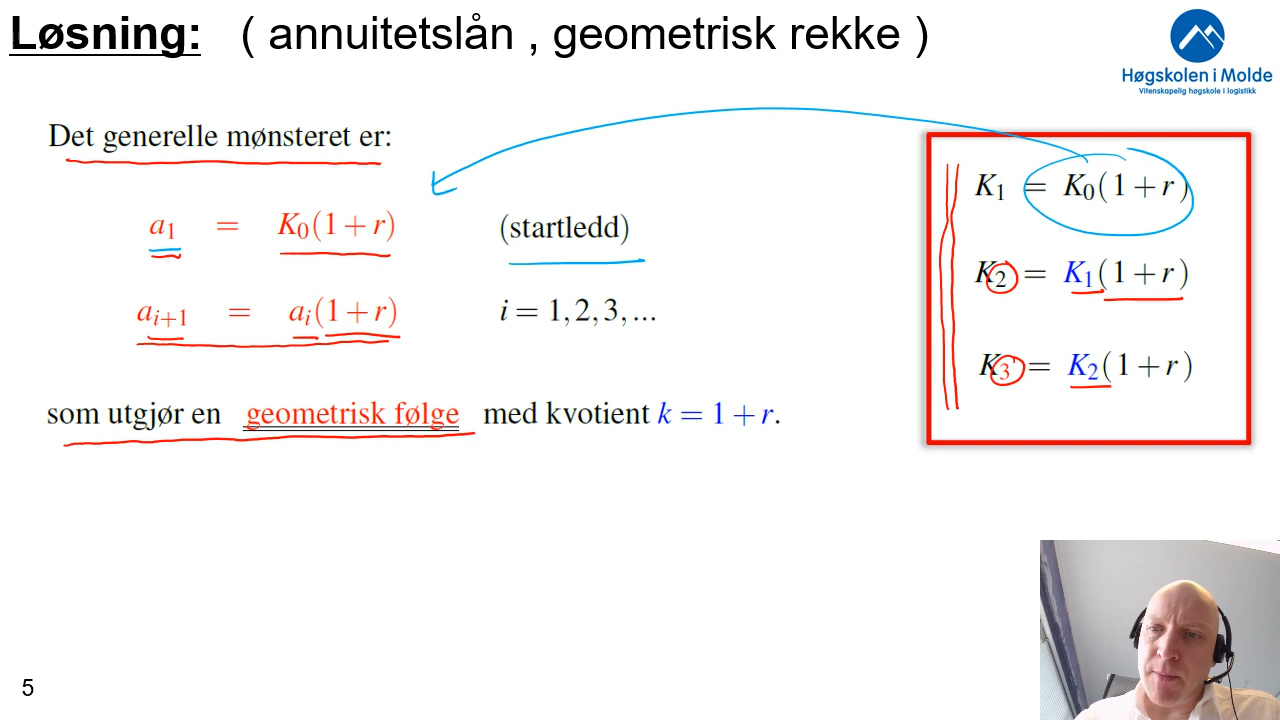 Løsning: ( annuitetslån , geometrisk rekke )
Høgskolen i Molde
Vitenskapelig høgskole i logistikk
Det generelle mønsteret er:
a₁ = K₀(1 + r) (startledd)
aᵢ₊₁ = aᵢ(1 + r) i = 1, 2, 3, ...
som utgjør en geometrisk følge med kvotient k = 1 + r.
K₁ = K₀(1 + r)
K₂ = K₁(1 + r)
K₃ = K₂(1 + r)
5